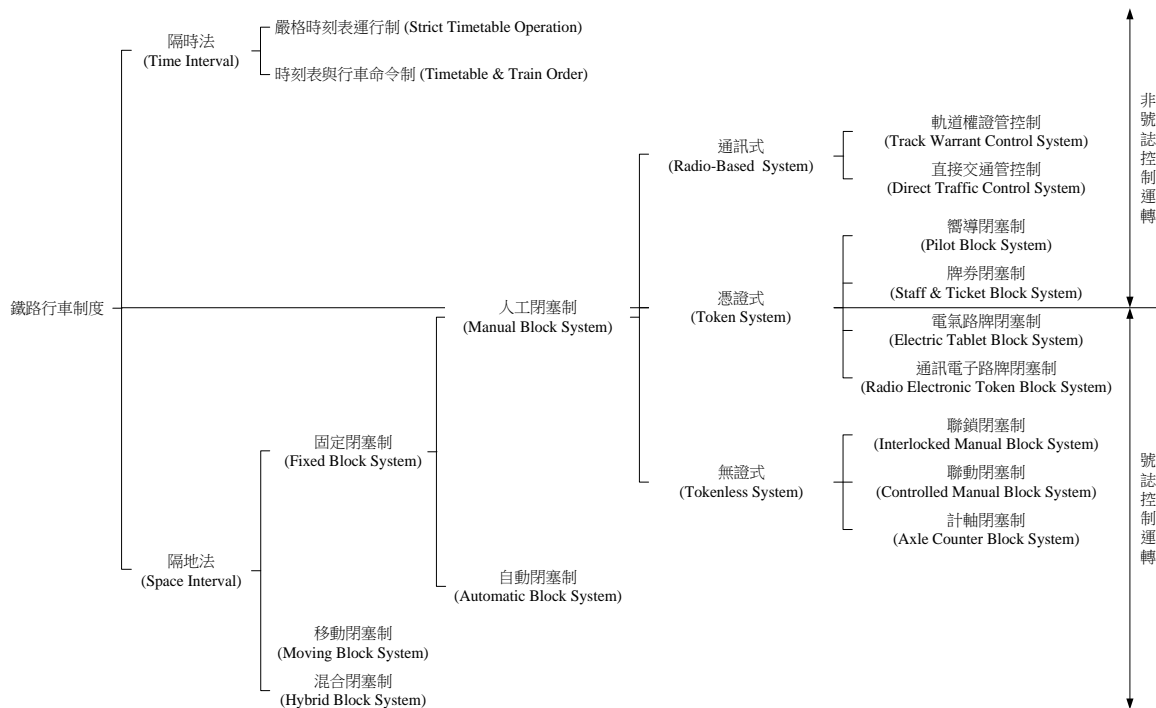 鐵路行車制度
隔時法
(Time Interval)
嚴格時刻表運行制 (Strict Timetable Operation)
時刻表與行車命令制 (Timetable & Train Order)
隔地法
(Space Interval)
固定閉塞制
(Fixed Block System)
人工閉塞制
(Manual Block System)
通訊式
(Radio-Based System)
軌道權證管控制
(Track Warrant Control System)
直接交通管控制
(Direct Traffic Control System)
憑證式
(Token System)
嚮導閉塞制
(Pilot Block System)
牌券閉塞制
(Staff & Ticket Block System)
電氣路牌閉塞制
(Electric Tablet Block System)
通訊電子路牌閉塞制
(Radio Electronic Token Block System)
無證式
(Tokenless System)
聯鎖閉塞制
(Interlocked Manual Block System)
聯動閉塞制
(Controlled Manual Block System)
計軸閉塞制
(Axle Counter Block System)
自動閉塞制
(Automatic Block System)
移動閉塞制
(Moving Block System)
混合閉塞制
(Hybrid Block System)
非號誌控制運轉
號誌控制運轉